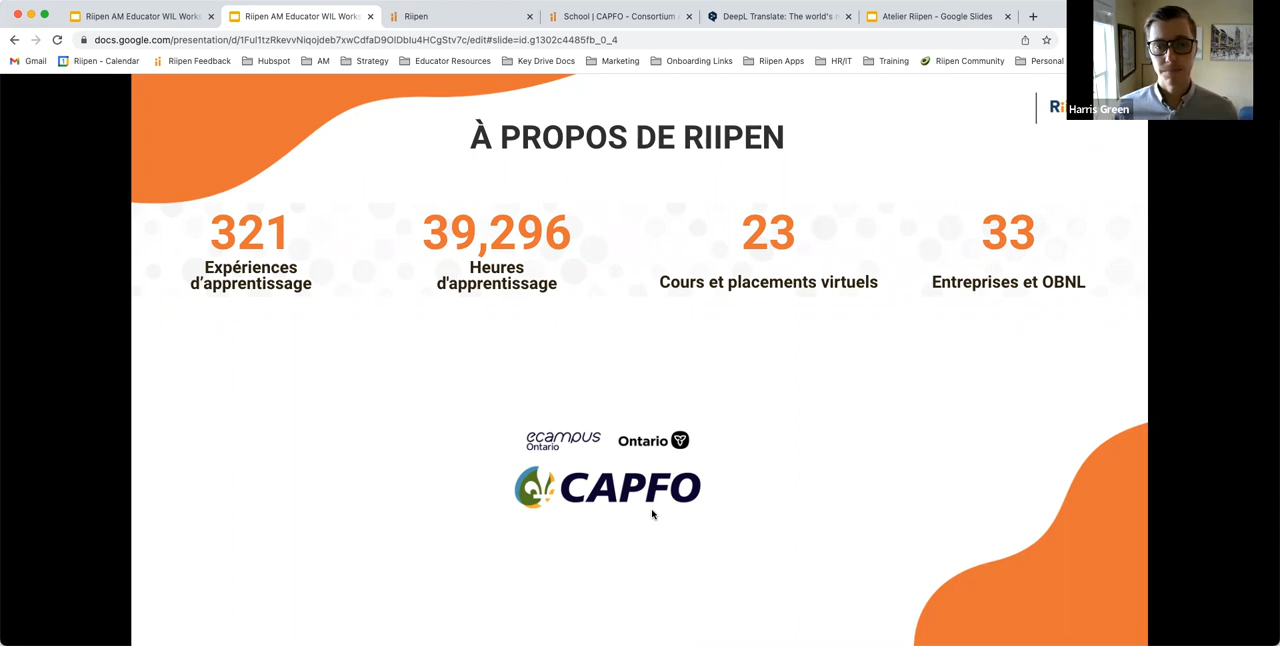 Riipen AM Educator WIL Works
Riipen AM Educator WIL Works
Riipen
School | CAPFO - Consortium
DeepL Translate: The world's
Atelier Riipen - Google Slides
docs.google.com/presentation/d/1FuI1tzRkevvNiqojdeb7xwCdfaD9OlDbIu4HCgStv7c/edit#slide=id.g1302c4485fb_0_4
Gmail
Riipen - Calendar
Riipen Feedback
Hubspot
AM
Strategy
Educator Resources
Key Drive Docs
Marketing
Onboarding Links
Riipen Apps
HR/IT
Training
Riipen Community
Personal
Harris Green
À PROPOS DE RIIPEN
321
Expériences
d’apprentissage
39,296
Heures
d'apprentissage
23
Cours et placements virtuels
33
Entreprises et OBNL
ecampus
Ontario
Ontario
CAPFO